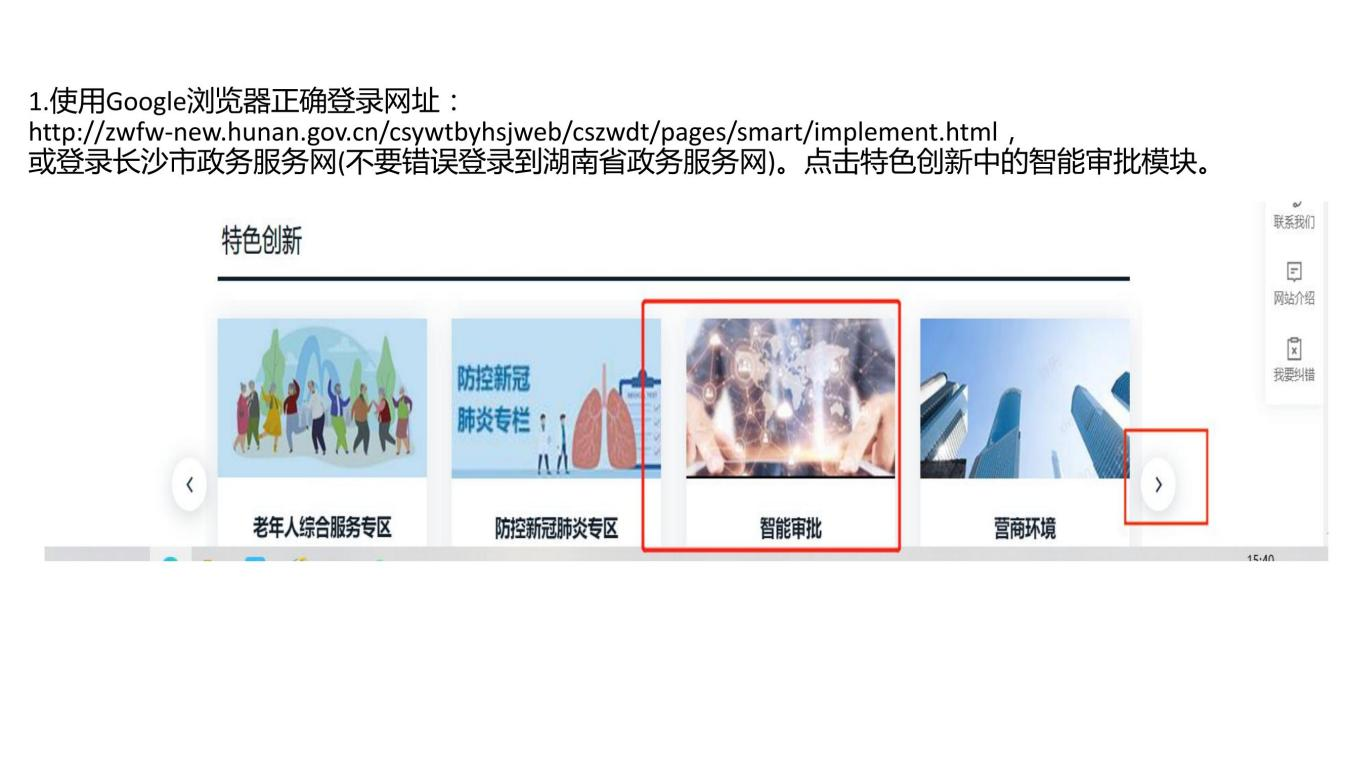 1.使用Google浏览器正确登录网址：
http://zwfw-new.hunan.gov.cn/csywtbyhsjweb/cszwdt/pages/smart/implement.html，
或登录长沙市政务服务网(不要错误登录到湖南省政务服务网)。点击特色创新中的智能审批模块。
联系我们
特色创新
网站介绍
我要纠错
防控新冠
肺炎专栏
老年人综合服务专区
防控新冠肺炎专区
智能审批
营商环境
15:40